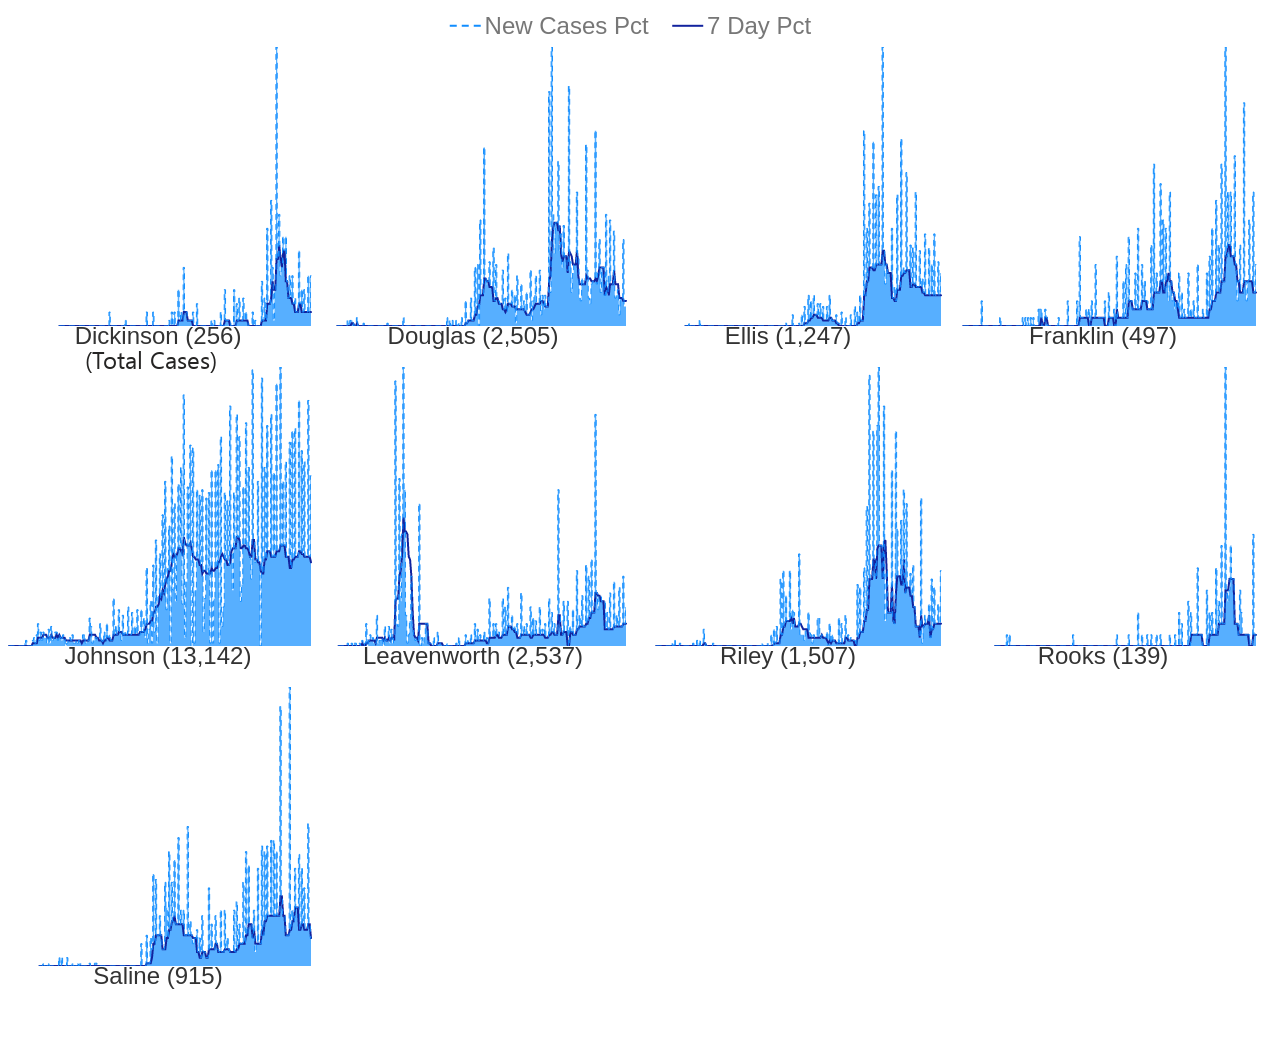 New Cases Pct 7 Day Pct
Dickinson (256) Douglas (2,505) Ellis (1,247) Franklin (497)
(Total Cases)
Johnson (13,142) Leavenworth (2,537) Riley (1,507) Rooks (139)
Saline (915)